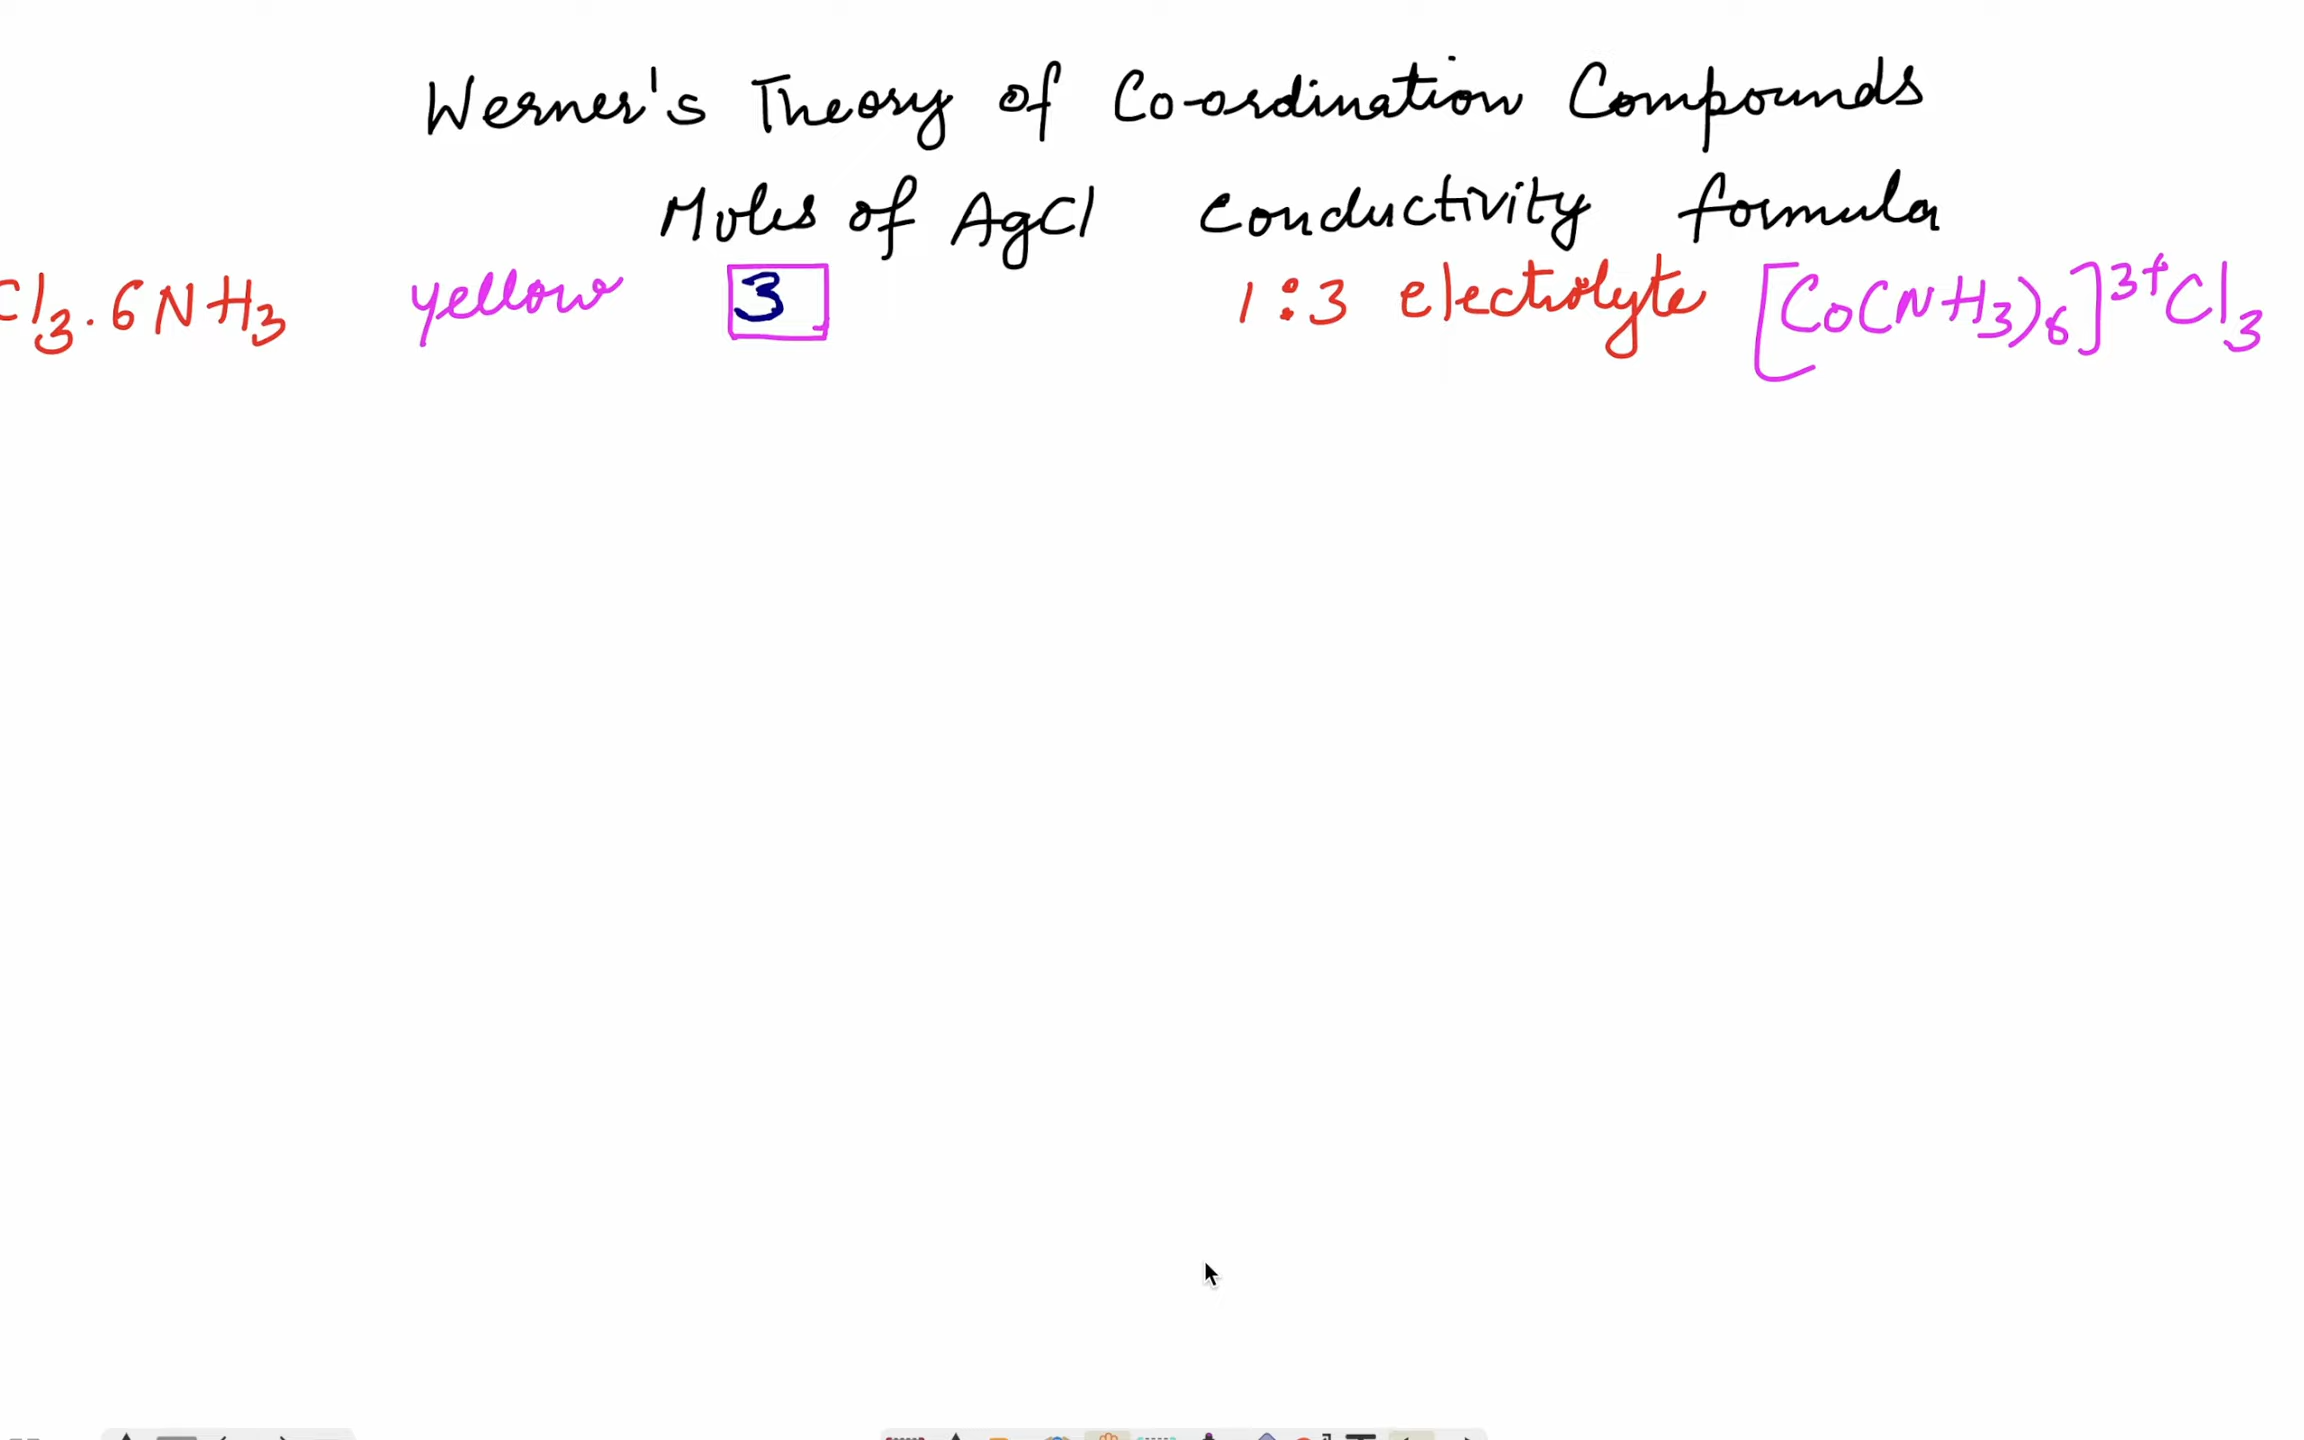 Werner's Theory of Co-ordination Compounds
Moles of AgCl Conductivity formula
Cl3.6NH3 yellow 3 1:3 electrolyte [Co(NH3)6]3+Cl3